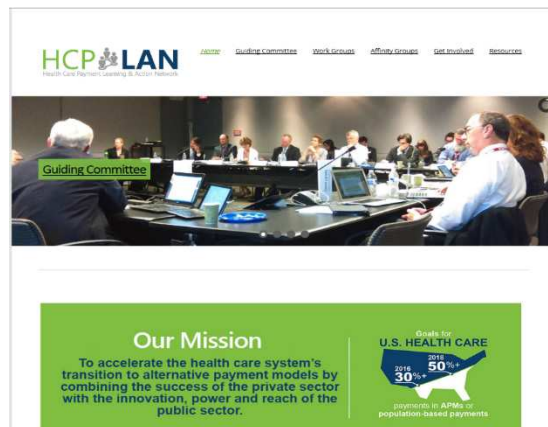 HCP LAN
Health Care Payment Learning & Action Network
Home Guiding Committee Work Groups Affinity Groups Get Involved Resources
Guiding Committee
Our Mission
To accelerate the health care system's
transition to alternative payment models by
combining the success of the private sector
with the innovation, power and reach of the
public sector.
Goals for
U.S. HEALTH CARE
2016
30%+
2018
50%+
payments in APMs or
population-based payments